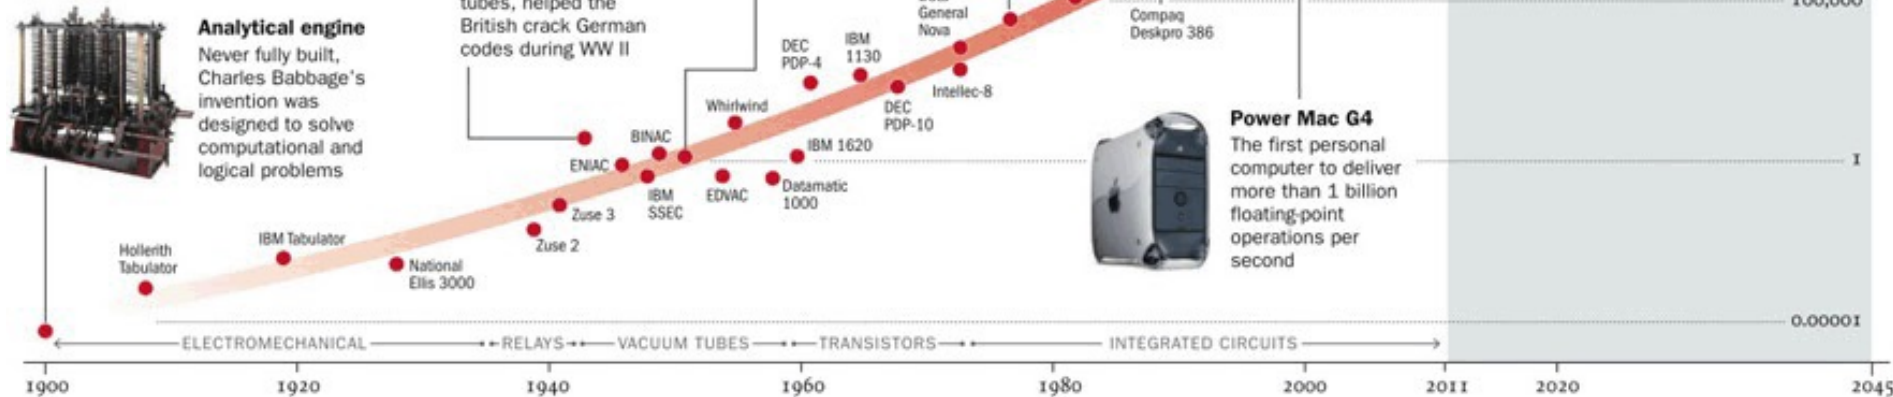 tubes, helped the
British crack German
codes during WW II
Analytical engine
Never fully built,
Charles Babbage's
invention was
designed to solve
computational and
logical problems
General
Nova
Compaq
Deskpro 386
100,000
DEC
PDP-4
IBM
1130
Intellec-8
DEC
PDP-10
Whirlwind
BINAC
ENIAC
IBM 1620
IBM
SSEC
EDVAC
Datamatic
1000
Zuse 3
Zuse 2
IBM Tabulator
Hollerith
Tabulator
National
Ellis 3000
Power Mac G4
The first personal
computer to deliver
more than 1 billion
floating-point
operations per
second
1
0.00001
ELECTROMECHANICAL
RELAYS
VACUUM TUBES
TRANSISTORS
INTEGRATED CIRCUITS
1900
1920
1940
1960
1980
2000
2011
2020
2045